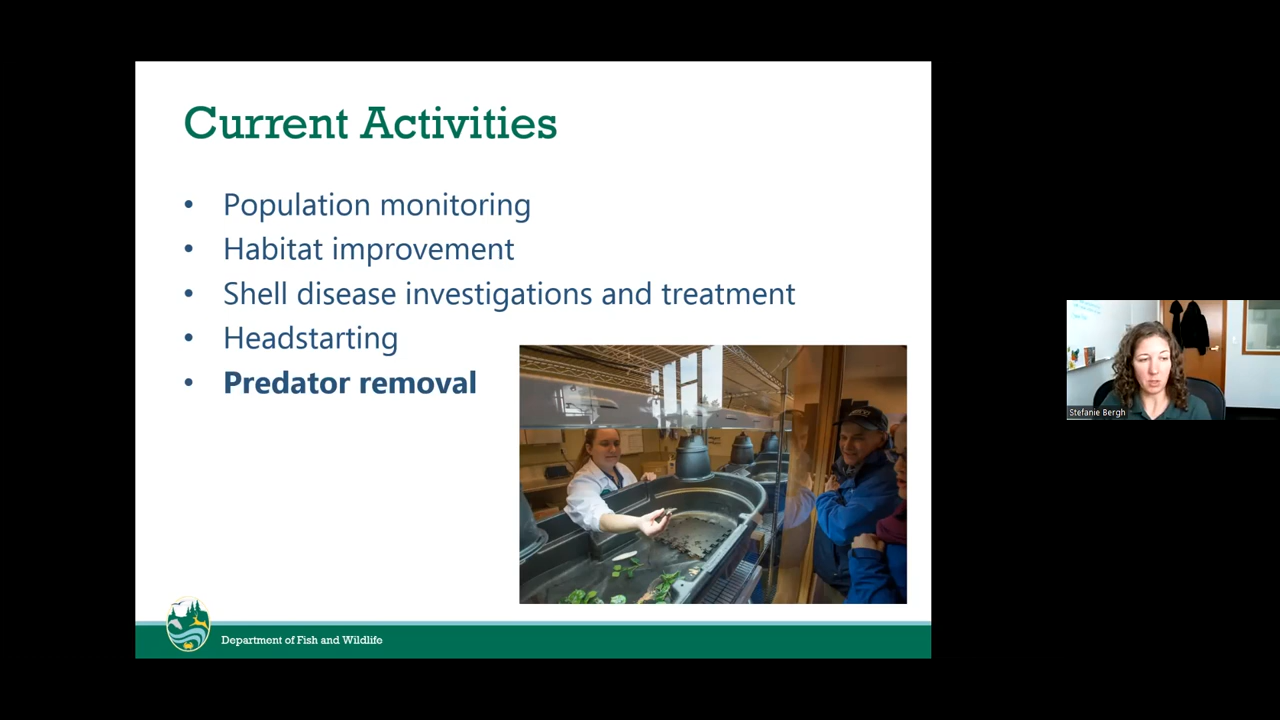 Current Activities
• Population monitoring
• Habitat improvement
• Shell disease investigations and treatment
• Headstarting
• Predator removal
Department of Fish and Wildlife
Stefanie Bergh